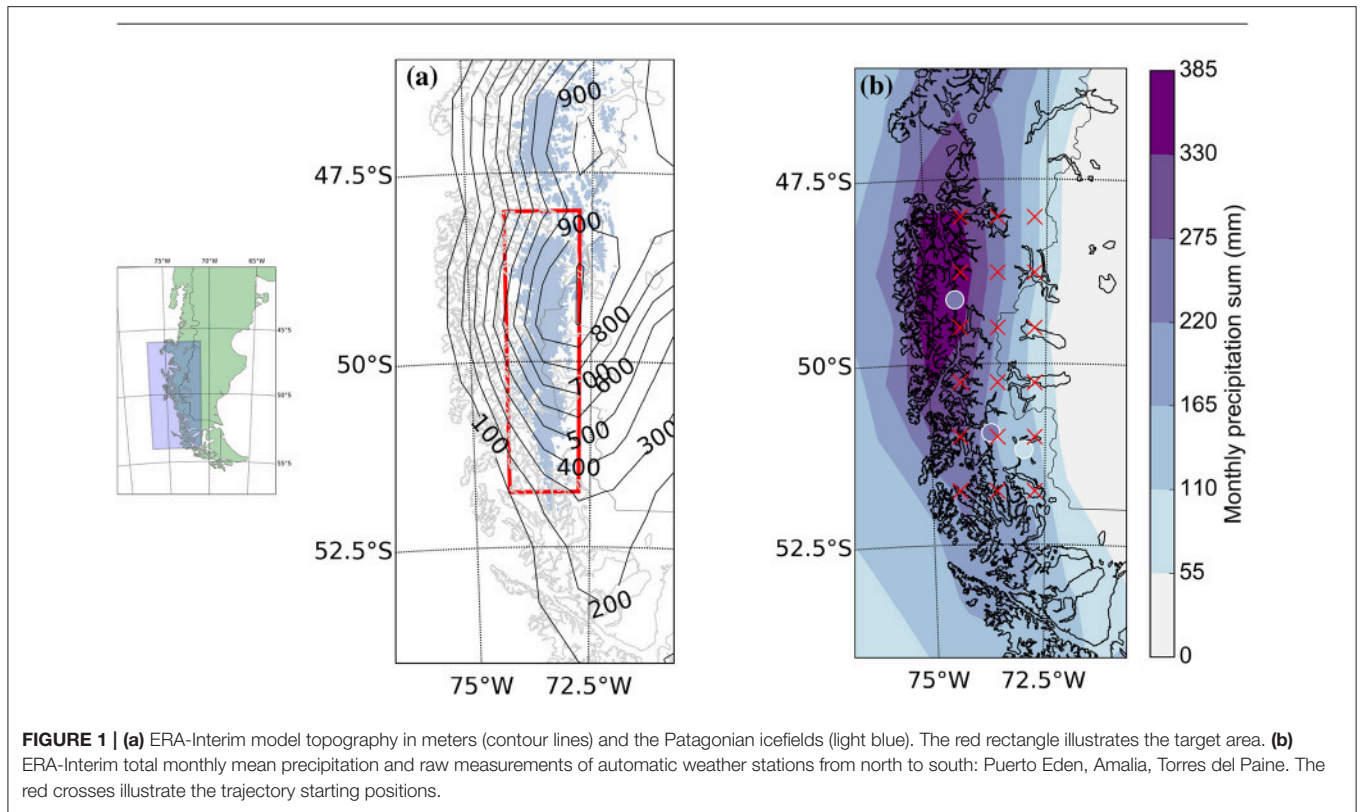 (a)
900
47.5°S
900
800
50°S
700
600
100
500
300
400
52.5°S
200
75°W 72.5°W
75°W 70°W 65°W
45°S
50°S
55°S
(b)
47.5°S
50°S
52.5°S
75°W 72.5°W
385
330
275
220
165
110
55
0
Monthly precipitation sum (mm)
FIGURE 1 | (a) ERA-Interim model topography in meters (contour lines) and the Patagonian icefields (light blue). The red rectangle illustrates the target area. (b)
ERA-Interim total monthly mean precipitation and raw measurements of automatic weather stations from north to south: Puerto Eden, Amalia, Torres del Paine. The
red crosses illustrate the trajectory starting positions.